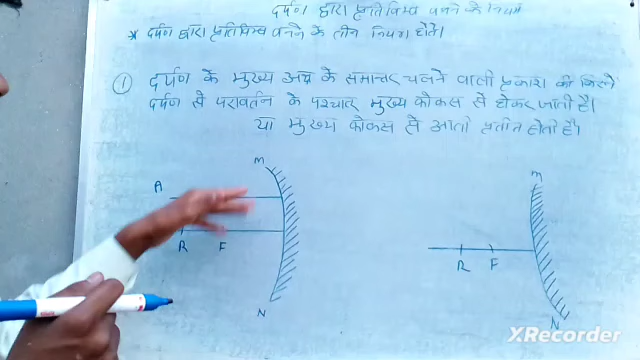 दर्पण द्वारा प्रतिबिम्ब बनने के नियम
* दर्पण द्वारा प्रतिबिम्ब बनने के तीन नियम होते।
① दर्पण के मुख्य अक्ष के समान्तर चलने वाली प्रकाश की किरणें
दर्पण से परावर्तन के पश्चात् मुख्य फोकस से होकर जाती है।
या मुख्य फोकस से आती प्रतीत होती है।
M
A
R F
N
M
R F
N
XRecorder